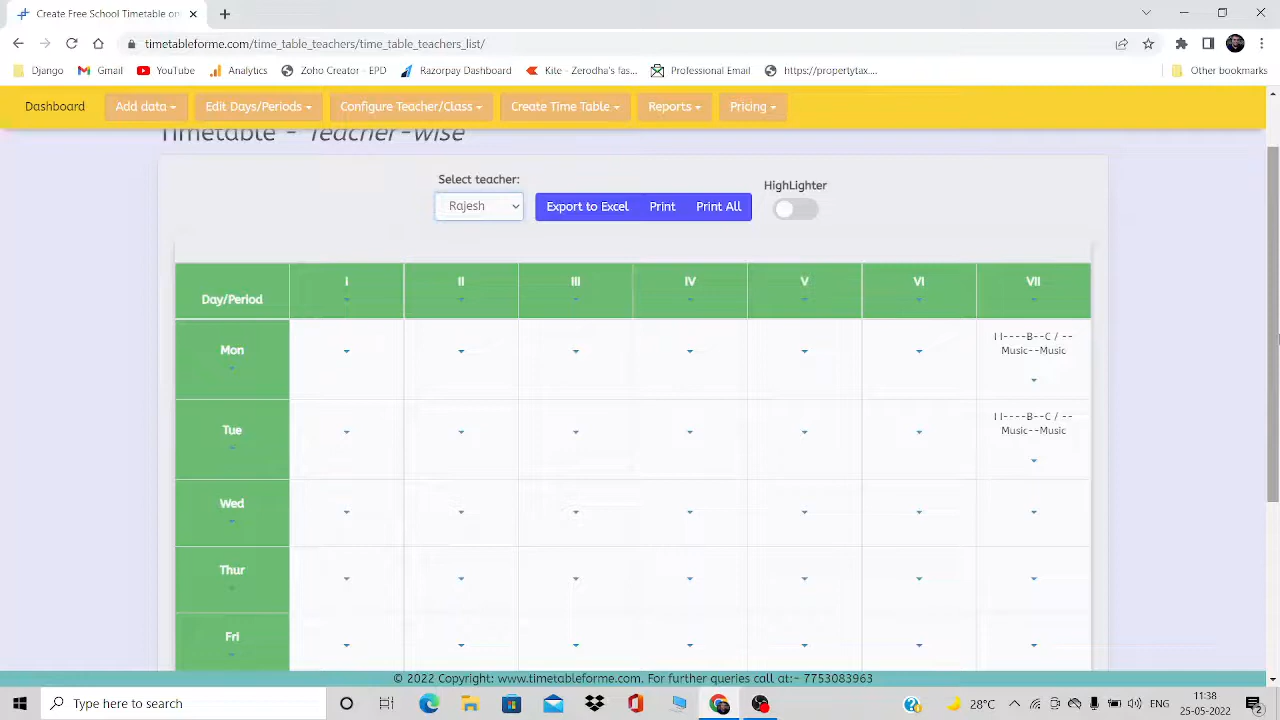 Create Free School Timetable or
timetableforme.com/time_table_teachers/time_table_teachers_list/
Django
Gmail
YouTube
Analytics
Zoho Creator - EPD
Razorpay Dashboard
Kite - Zerodha's fas...
Professional Email
https://propertytax....
Other bookmarks
Dashboard
Add data
Edit Days/Periods
Configure Teacher/Class
Create Time Table
Reports
Pricing
Timetable - Teacher-wise
Select teacher:
HighLighter
Rajesh
Export to Excel
Print
Print All
Day/Period
I
II
III
IV
V
VI
VII
Mon
I I----B--C / --
Music--Music
Tue
I I----B--C / --
Music--Music
Wed
Thur
Fri
© 2022 Copyright: www.timetableforme.com. For further queries call at:- 7753083963
Type here to search
28°C
ENG
11:38
25-05-2022
2